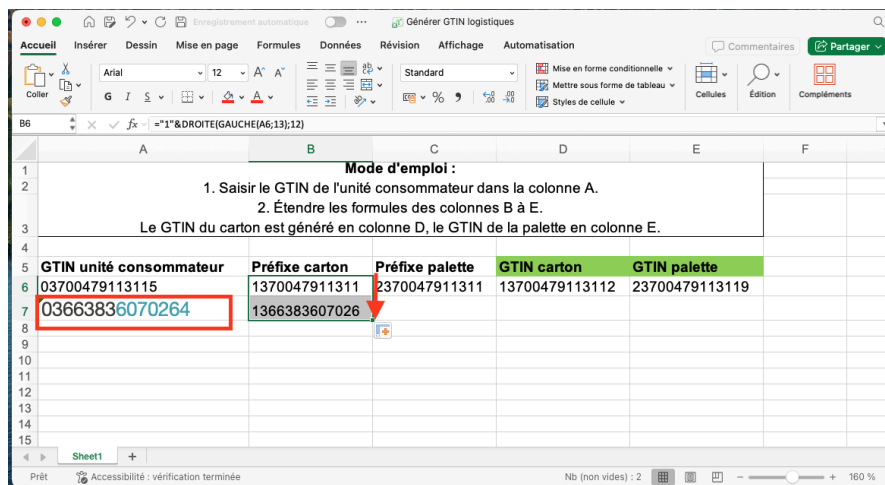 Enregistrement automatique
Générer GTIN logistiques
Accueil Insérer Dessin Mise en page Formules Données Révision Affichage Automatisation Commentaires Partager
Coller
Arial 12 A^ A˅
G I S A
Standard
% 000
Mise en forme conditionnelle
Mettre sous forme de tableau
Styles de cellule
Cellules
Édition
Compléments
B6 fx ="1"&DROITE(GAUCHE(A6;13);12)
A B C D E F
1 Mode d'emploi :
2 1. Saisir le GTIN de l'unité consommateur dans la colonne A.
2. Étendre les formules des colonnes B à E.
3 Le GTIN du carton est généré en colonne D, le GTIN de la palette en colonne E.
4
5 GTIN unité consommateur Préfixe carton Préfixe palette GTIN carton GTIN palette
6 03700479113115 1370047911311 2370047911311 13700479113112 23700479113119
7 03663836070264 1366383607026
8
9
10
11
12
13
14
15
Sheet1 +
Prêt Accessibilité : vérification terminée Nb (non vides) : 2 160 %